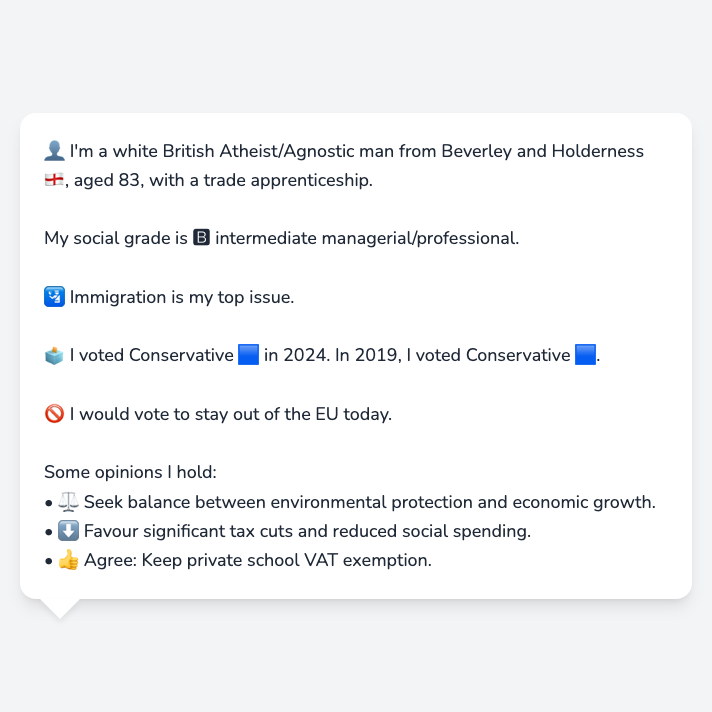 👤 I'm a white British Atheist/Agnostic man from Beverley and Holderness
🏴󠁧󠁢󠁥󠁮󠁧󠁿, aged 83, with a trade apprenticeship.
My social grade is 🅱 intermediate managerial/professional.
🛂 Immigration is my top issue.
🗳️ I voted Conservative 🟦 in 2024. In 2019, I voted Conservative 🟦.
🚫 I would vote to stay out of the EU today.
Some opinions I hold:
• ⚖️ Seek balance between environmental protection and economic growth.
• ⬇️ Favour significant tax cuts and reduced social spending.
• 👍 Agree: Keep private school VAT exemption.